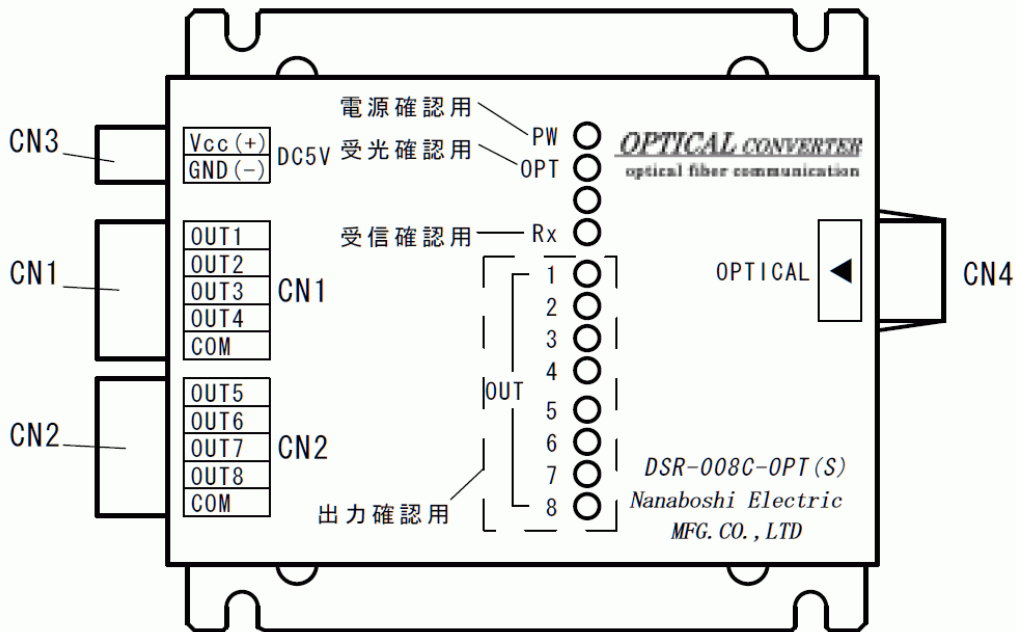 電源確認用
PW
OPTICAL CONVERTER
optical fiber communication
CN3
Vcc(+)
GND(-)
DC5V
受光確認用
OPT
受信確認用
Rx
CN1
OUT1
OUT2
OUT3
OUT4
COM
CN1
1
2
3
4
5
6
7
8
OUT
OPTICAL
CN4
CN2
OUT5
OUT6
OUT7
OUT8
COM
CN2
出力確認用
DSR-008C-OPT(S)
Nanaboshi Electric
MFG.CO.,LTD